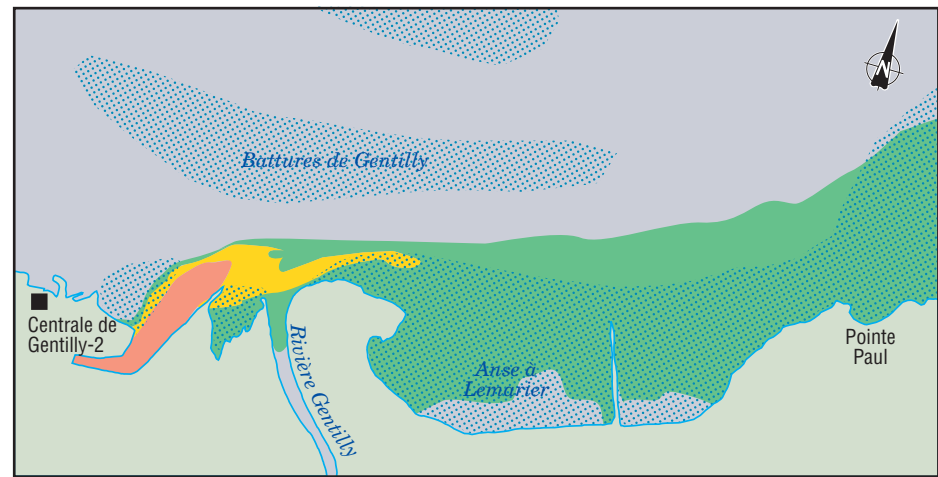 N
Battures de Gentilly
Centrale de
Gentilly-2
Rivière Gentilly
Anse à
Lemarier
Pointe
Paul